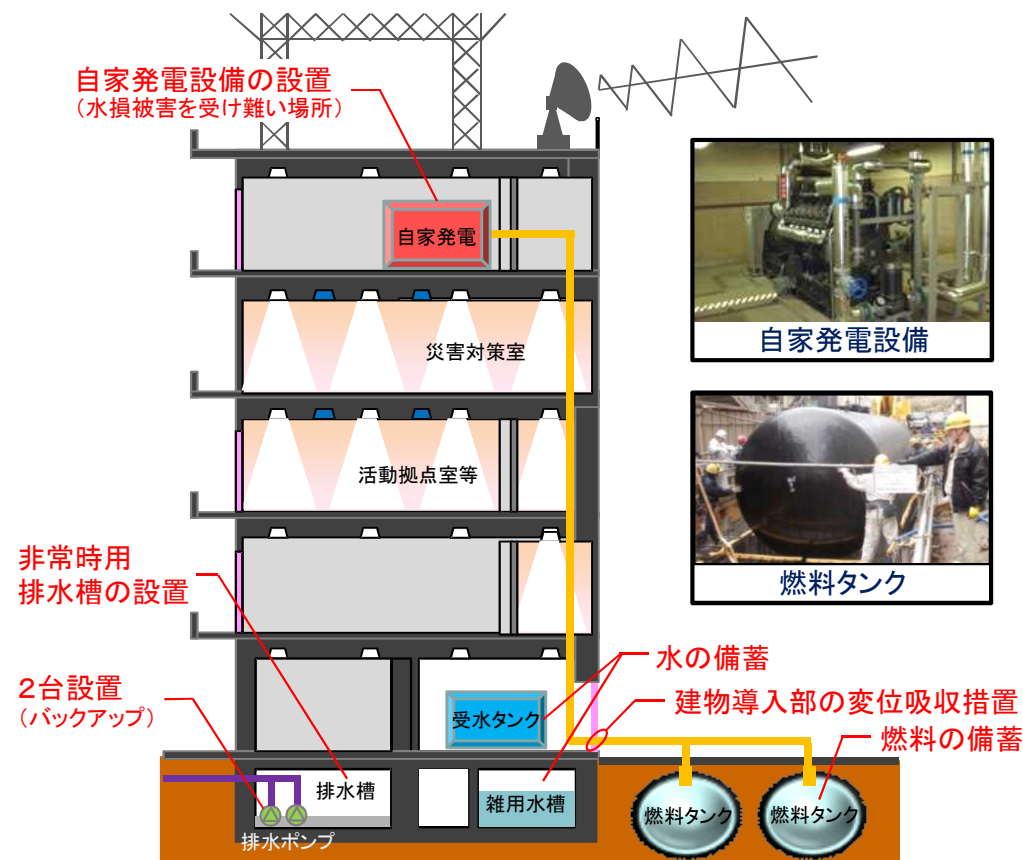 自家発電設備の設置
（水損被害を受け難い場所）
自家発電
自家発電設備
災害対策室
活動拠点室等
燃料タンク
非常時用
排水槽の設置
水の備蓄
2台設置
（バックアップ）
受水タンク
建物導入部の変位吸収措置
燃料の備蓄
排水槽
雑用水槽
燃料タンク
燃料タンク
排水ポンプ